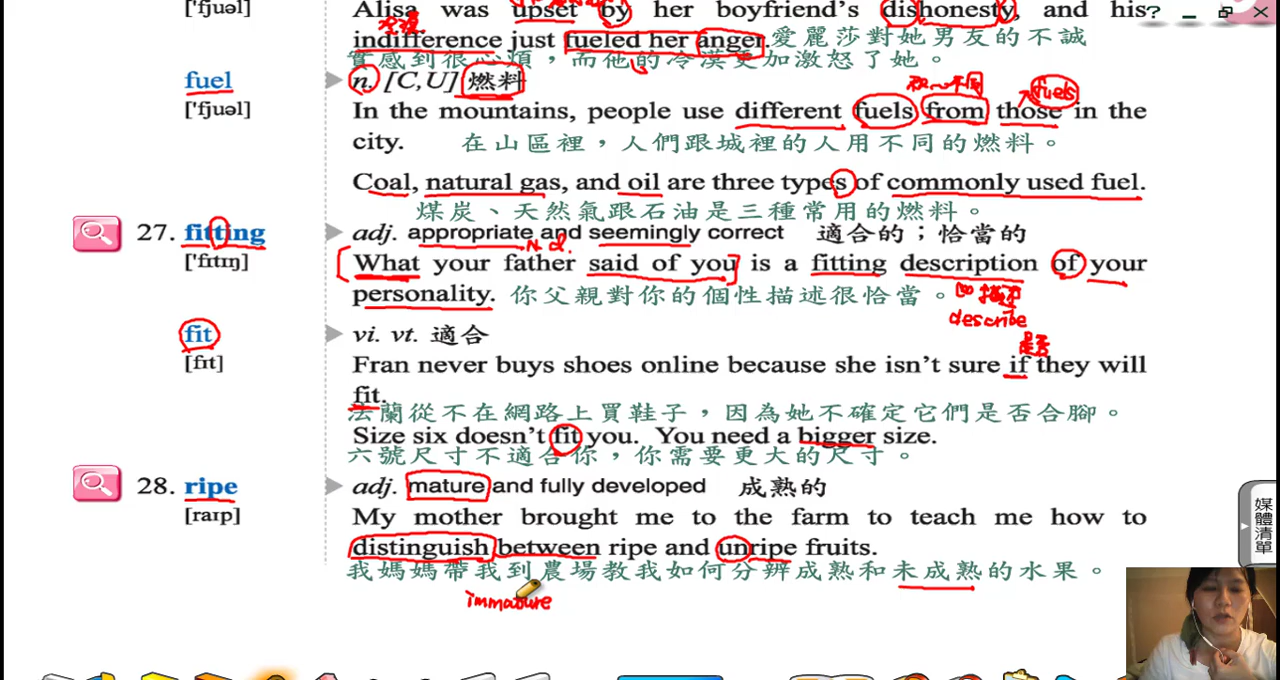 ['fjuəl] Alisa was upset by her boyfriend's dishonesty, and his
indifference just fueled her anger. 愛麗莎對她男友的不誠
實感到很心煩，而他的冷漠更加激怒了她。
fuel n. [C, U] 燃料
['fjuəl] In the mountains, people use different fuels from those in the
fuels
city. 在山區裡，人們跟城裡的人用不同的燃料。
Coal, natural gas, and oil are three types of commonly used fuel.
煤炭、天然氣跟石油是三種常用的燃料。
27. fitting adj. appropriate and seemingly correct 適合的；恰當的
['fɪtɪŋ] What your father said of you is a fitting description of your
personality. 你父親對你的個性描述很恰當。
describe
fit vi. vt. 適合
是否
[fɪt] Fran never buys shoes online because she isn't sure if they will
fit.
法蘭從不在網路上買鞋子，因為她不確定它們是否合腳。
Size six doesn't fit you. You need a bigger size.
六號尺寸不適合你，你需要更大的尺寸。
28. ripe adj. mature and fully developed 成熟的
[raɪp] My mother brought me to the farm to teach me how to
distinguish between ripe and unripe fruits.
我媽媽帶我到農場教我如何分辨成熟和未成熟的水果。
immature
媒體清單